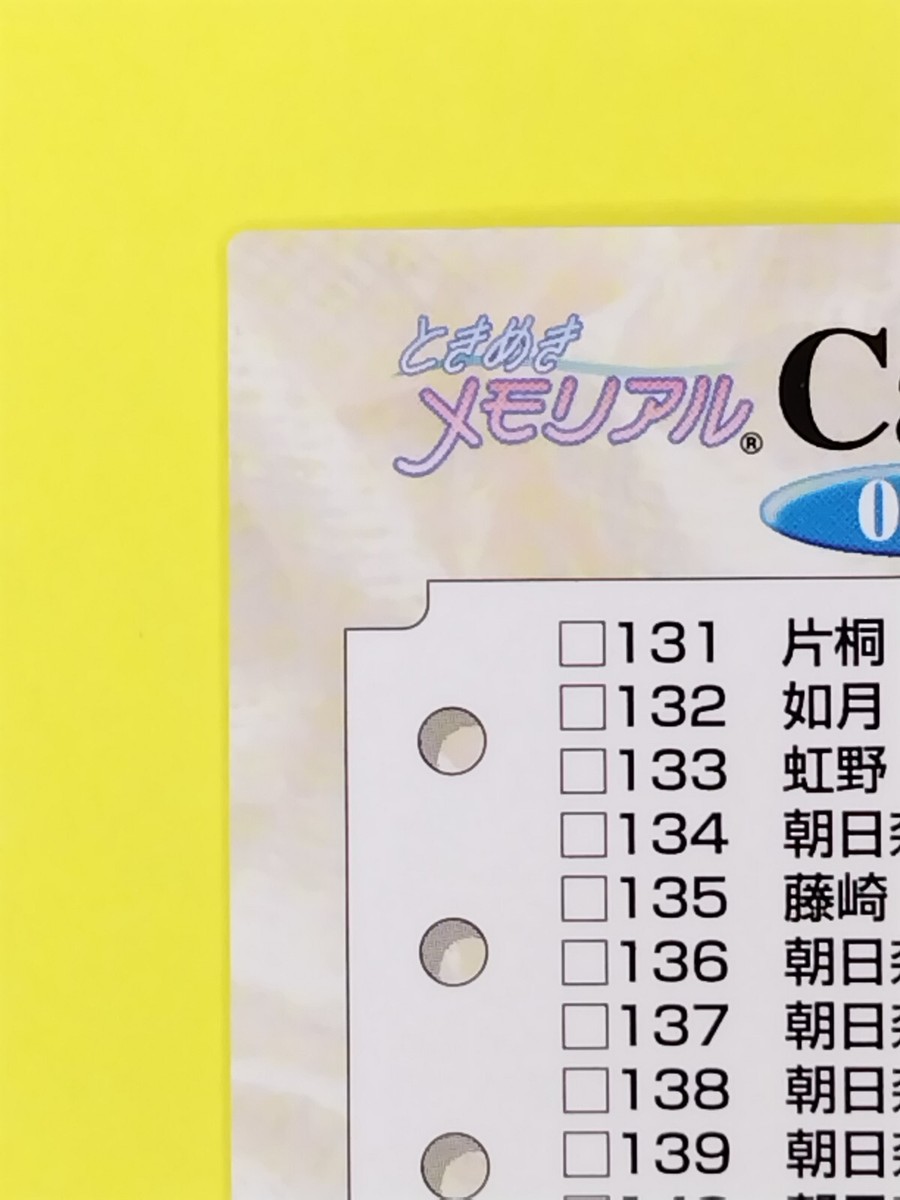 ときめき
メモリアル®
C
0
□131 片桐
□132 如月
□133 虹野
□134 朝日
□135 藤崎
□136 朝日
□137 朝日
□138 朝日
□139 朝日